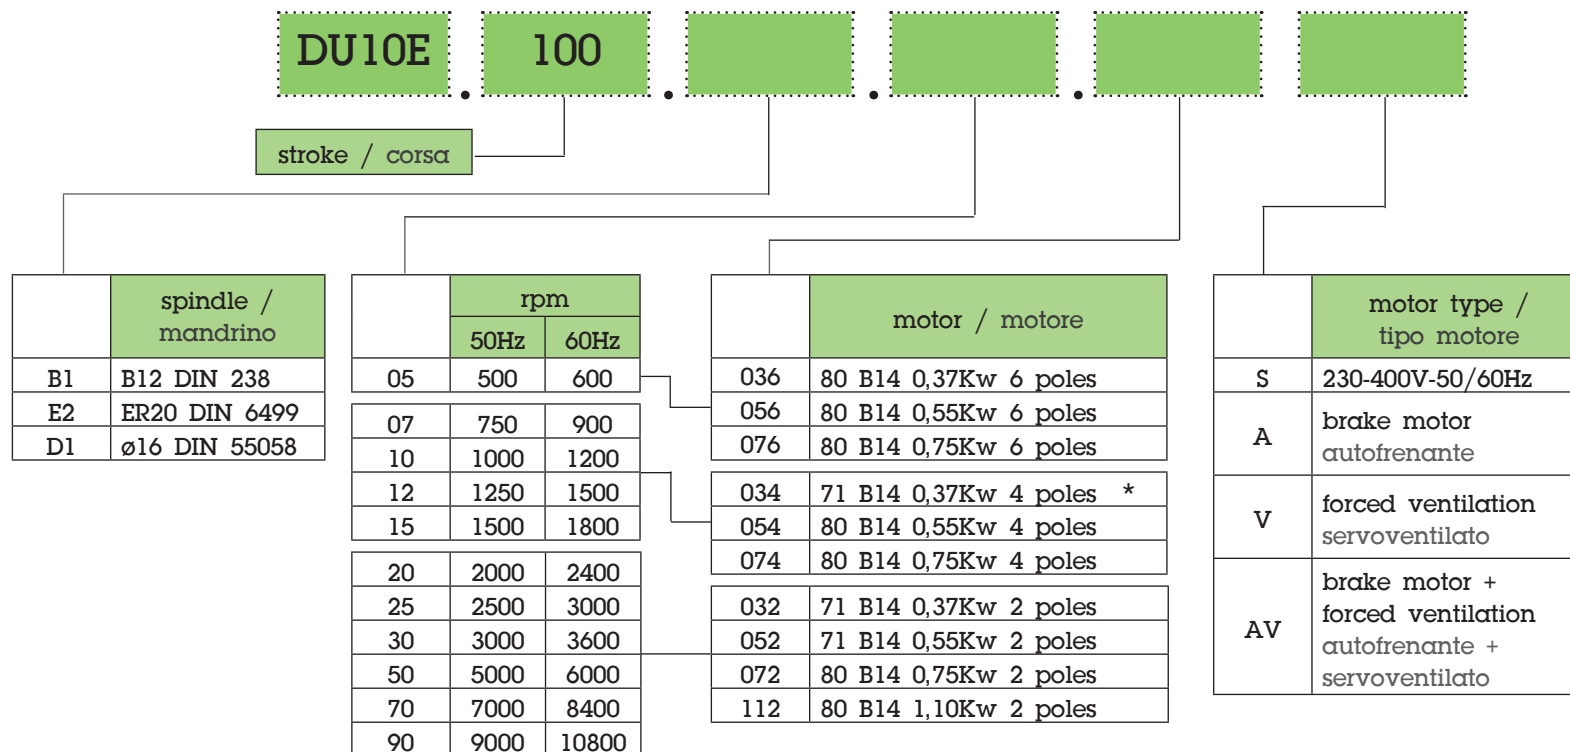 DU10E . 100 . . .
stroke / corsa
spindle /
mandrino
B1 B12 DIN 238
E2 ER20 DIN 6499
D1 ø16 DIN 55058
rpm
50Hz 60Hz
05 500 600
07 750 900
10 1000 1200
12 1250 1500
15 1500 1800
20 2000 2400
25 2500 3000
30 3000 3600
50 5000 6000
70 7000 8400
90 9000 10800
motor / motore
036 80 B14 0,37Kw 6 poles
056 80 B14 0,55Kw 6 poles
076 80 B14 0,75Kw 6 poles
034 71 B14 0,37Kw 4 poles *
054 80 B14 0,55Kw 4 poles
074 80 B14 0,75Kw 4 poles
032 71 B14 0,37Kw 2 poles
052 71 B14 0,55Kw 2 poles
072 80 B14 0,75Kw 2 poles
112 80 B14 1,10Kw 2 poles
motor type /
tipo motore
S 230-400V-50/60Hz
A brake motor
autofrenante
V forced ventilation
servoventilato
AV brake motor +
forced ventilation
autofrenante +
servoventilato